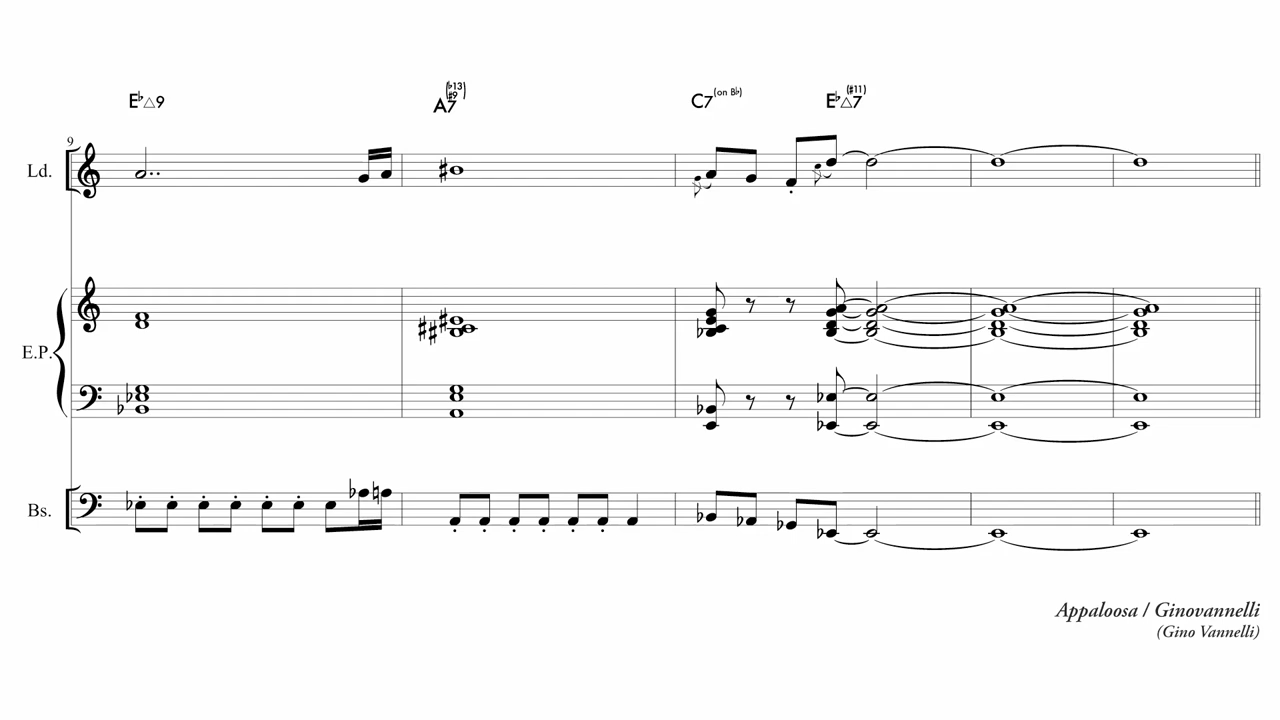 E♭△9 A7(♭13 ♯9) C7(on B♭) E♭△7(♯11)
9
Ld.
E.P.
Bs.
Appaloosa / Ginovannelli
(Gino Vannelli)